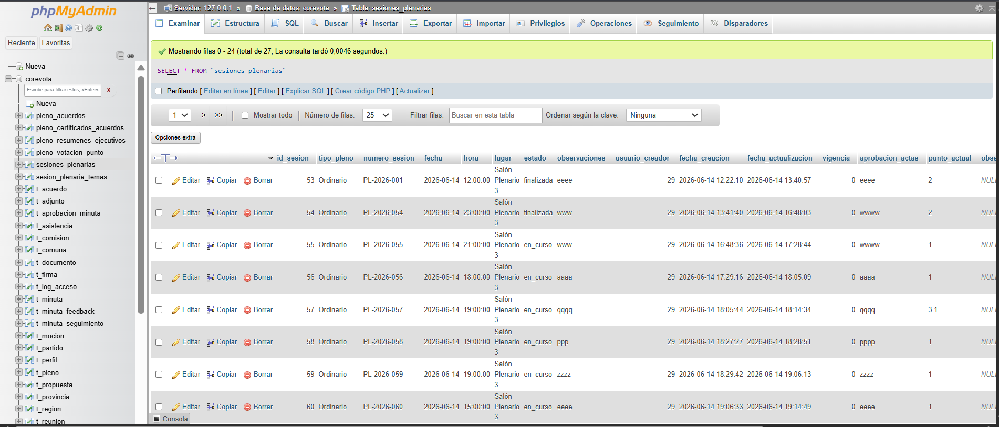 phpMyAdmin
Reciente Favoritas
Nueva
corevota
Escribe para filtrar estos, «Enter» x
Nueva
pleno_acuerdos
pleno_certificados_acuerdos
pleno_resumenes_ejecutivos
pleno_votacion_punto
sesiones_plenarias
sesion_plenaria_temas
t_acuerdo
t_adjunto
t_aprobacion_minuta
t_asistencia
t_comision
t_comuna
t_documento
t_firma
t_log_acceso
t_minuta
t_minuta_feedback
t_minuta_seguimiento
t_mocion
t_partido
t_perfil
t_pleno
t_propuesta
t_provincia
t_region
t_reunion
Servidor: 127.0.0.1 » Base de datos: corevota » Tabla: sesiones_plenarias
Examinar Estructura SQL Buscar Insertar Exportar Importar Privilegios Operaciones Seguimiento Disparadores
Mostrando filas 0 - 24 (total de 27, La consulta tardó 0,0046 segundos.)
SELECT * FROM `sesiones_plenarias`
Perfilando [ Editar en línea ] [ Editar ] [ Explicar SQL ] [ Crear código PHP ] [ Actualizar ]
1 > >> Mostrar todo Número de filas: 25 Filtrar filas: Buscar en esta tabla Ordenar según la clave: Ninguna
Opciones extra
←T→ id_sesion tipo_pleno numero_sesion fecha hora lugar estado observaciones usuario_creador fecha_creacion fecha_actualizacion vigencia aprobacion_actas punto_actual obse
Editar Copiar Borrar 53 Ordinario PL-2026-001 2026-06-14 12:00:00 Salón Plenario 3 finalizada eeee 29 2026-06-14 12:22:10 2026-06-14 13:40:57 0 eeee 2 NULL
Editar Copiar Borrar 54 Ordinario PL-2026-054 2026-06-14 23:00:00 Salón Plenario 3 finalizada www 29 2026-06-14 13:41:40 2026-06-14 16:48:03 0 wwww 2 NULL
Editar Copiar Borrar 55 Ordinario PL-2026-055 2026-06-14 21:00:00 Salón Plenario 3 en_curso www 29 2026-06-14 16:48:36 2026-06-14 17:28:44 0 wwww 1 NULL
Editar Copiar Borrar 56 Ordinario PL-2026-056 2026-06-14 18:00:00 Salón Plenario 3 en_curso aaaa 29 2026-06-14 17:29:16 2026-06-14 18:05:09 0 aaaa 1 NULL
Editar Copiar Borrar 57 Ordinario PL-2026-057 2026-06-14 19:00:00 Salón Plenario 3 en_curso qqqq 29 2026-06-14 18:05:44 2026-06-14 18:14:34 0 qqqq 3.1 NULL
Editar Copiar Borrar 58 Ordinario PL-2026-058 2026-06-14 19:00:00 Salón Plenario 3 en_curso ppp 29 2026-06-14 18:27:27 2026-06-14 18:28:51 0 pppp 1 NULL
Editar Copiar Borrar 59 Ordinario PL-2026-059 2026-06-14 19:00:00 Salón Plenario 3 en_curso zzzz 29 2026-06-14 18:29:42 2026-06-14 19:06:13 0 zzzz 1 NULL
Editar Copiar Borrar 60 Ordinario PL-2026-060 2026-06-14 15:00:00 Salón Plenario 3 en_curso eeee 29 2026-06-14 19:06:33 2026-06-14 19:14:49 0 eeee 1 NULL
Consola